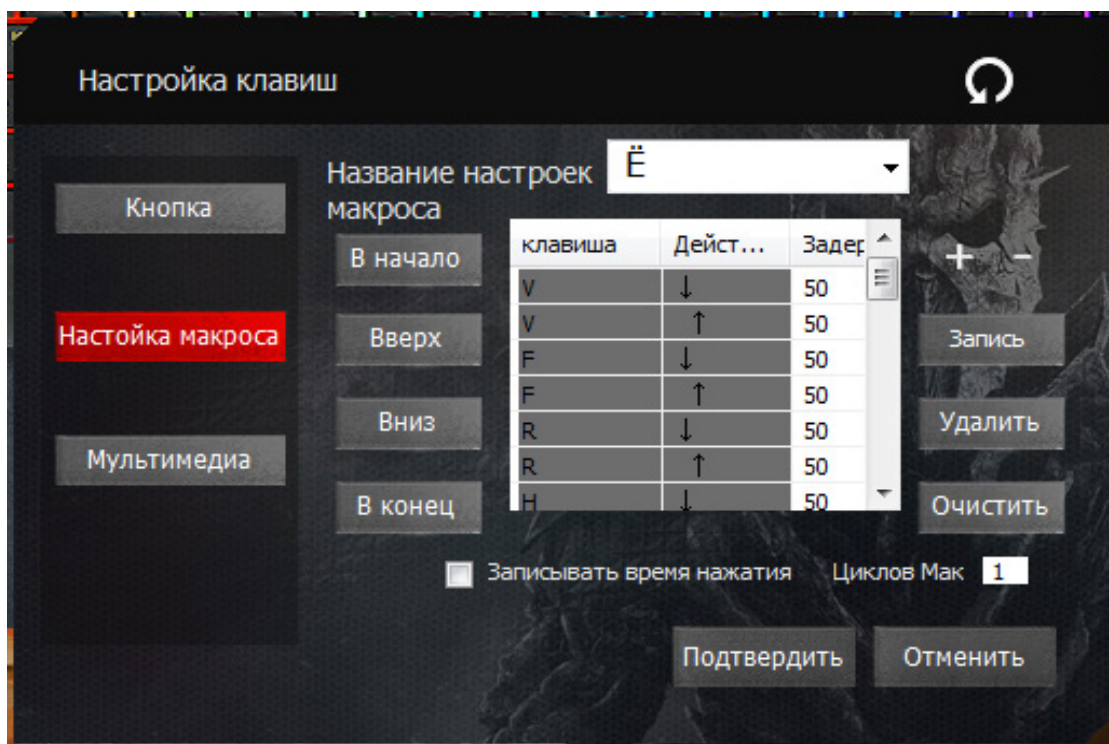 Настройка клавиш
Название настроек Ё
макроса
Кнопка
Настойка макроса
Мультимедиа
В начало
Вверх
Вниз
В конец
клавиша Дейст... Задер
V ↓ 50
V ↑ 50
F ↓ 50
F ↑ 50
R ↓ 50
R ↑ 50
H ↓ 50
+ -
Запись
Удалить
Очистить
Записывать время нажатия Циклов Мак 1
Подтвердить Отменить